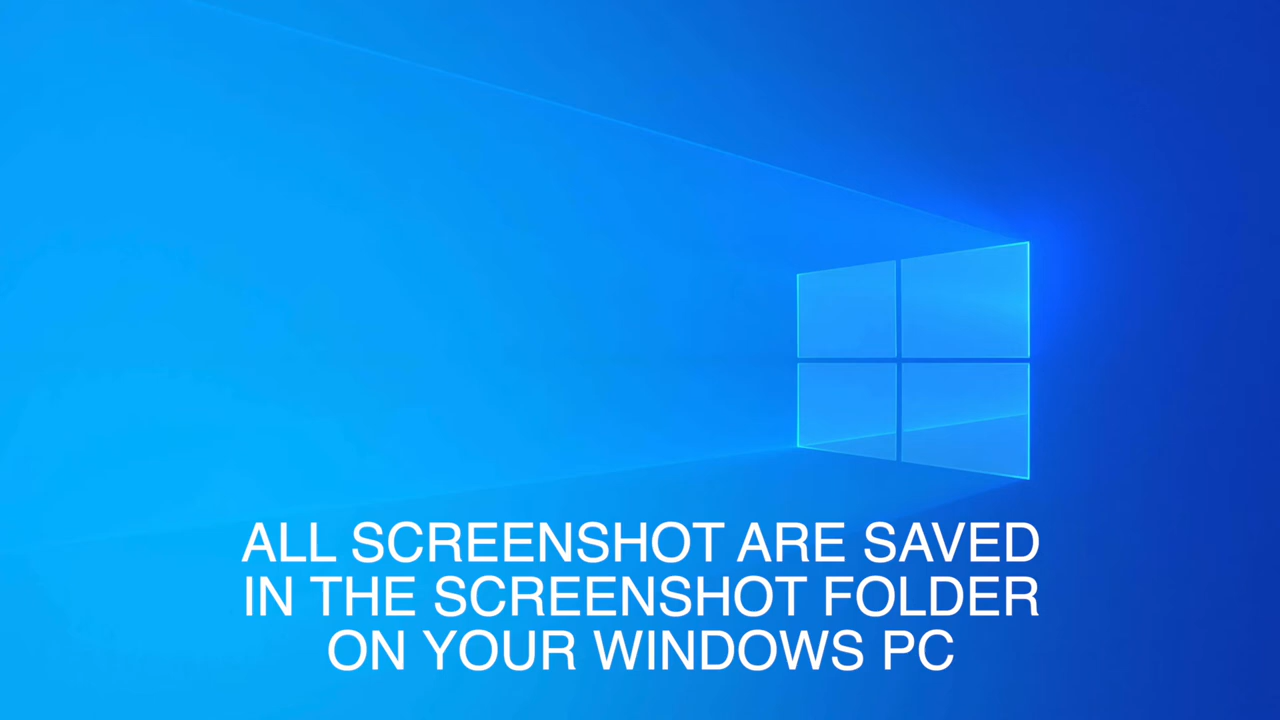 ALL SCREENSHOT ARE SAVED
IN THE SCREENSHOT FOLDER
ON YOUR WINDOWS PC